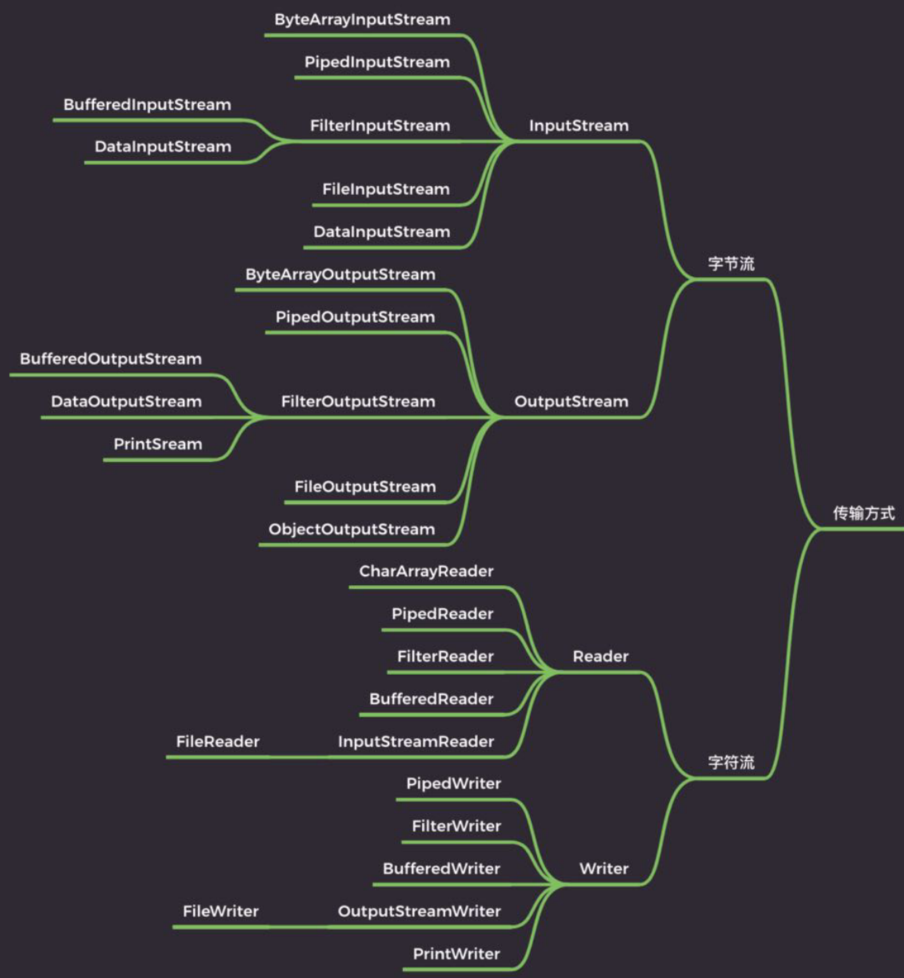 ByteArrayInputStream
PipedInputStream
BufferedInputStream
FilterInputStream
InputStream
DataInputStream
FileInputStream
DataInputStream
字节流
ByteArrayOutputStream
PipedOutputStream
BufferedOutputStream
DataOutputStream
FilterOutputStream
OutputStream
PrintSream
FileOutputStream
ObjectOutputStream
传输方式
CharArrayReader
PipedReader
FilterReader
Reader
BufferedReader
FileReader
InputStreamReader
字符流
PipedWriter
FilterWriter
BufferedWriter
Writer
FileWriter
OutputStreamWriter
PrintWriter